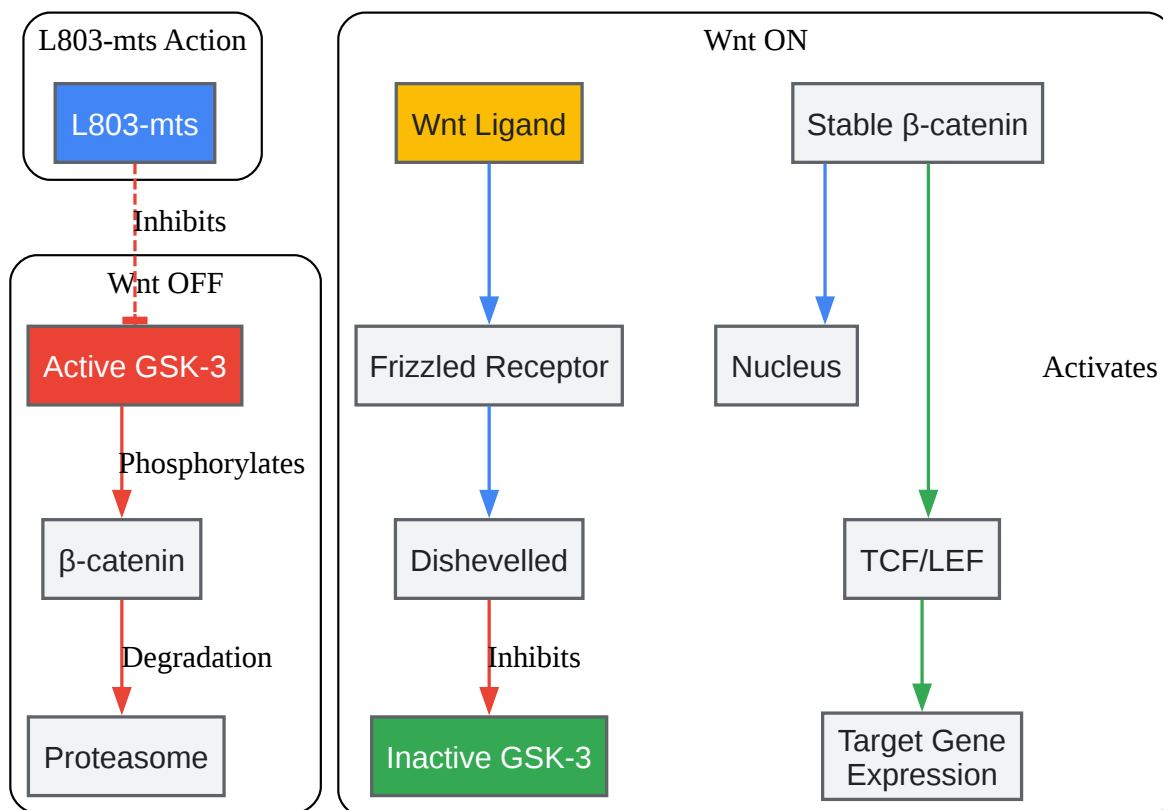 L803-mts Action
L803-mts
Inhibits
Wnt OFF
Active GSK-3
Phosphorylates
β-catenin
Degradation
Proteasome
Wnt ON
Wnt Ligand
Frizzled Receptor
Dishevelled
Inhibits
Inactive GSK-3
Stable β-catenin
Nucleus
Activates
TCF/LEF
Target Gene
Expression